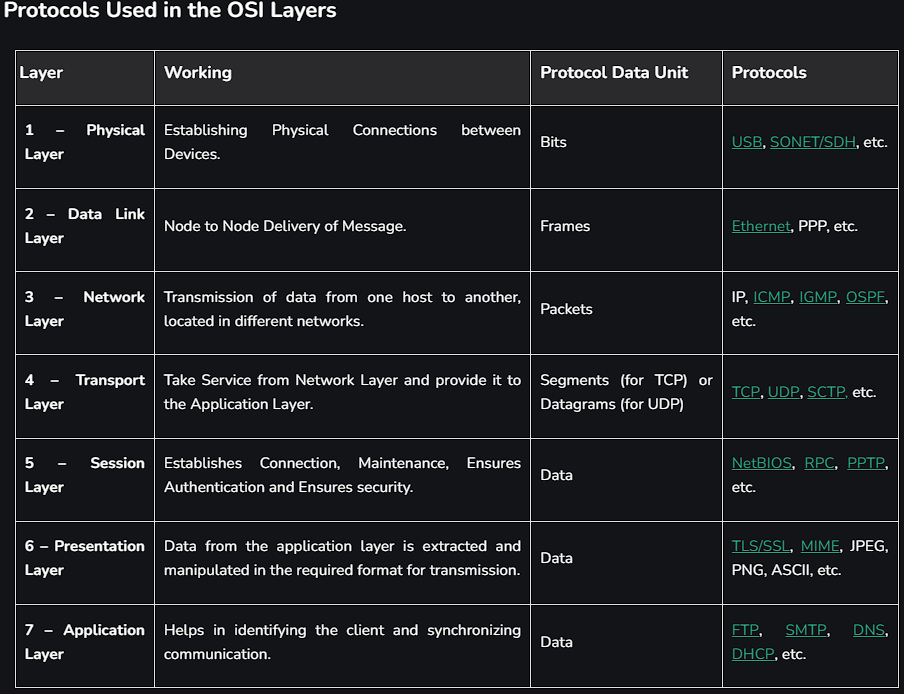 Protocols Used in the OSI Layers
Layer
Working
Protocol Data Unit
Protocols
1 – Physical
Layer
Establishing Physical Connections between
Devices.
Bits
USB, SONET/SDH, etc.
2 – Data Link
Layer
Node to Node Delivery of Message.
Frames
Ethernet, PPP, etc.
3 – Network
Layer
Transmission of data from one host to another,
located in different networks.
Packets
IP, ICMP, IGMP, OSPF,
etc.
4 – Transport
Layer
Take Service from Network Layer and provide it to
the Application Layer.
Segments (for TCP) or
Datagrams (for UDP)
TCP, UDP, SCTP, etc.
5 – Session
Layer
Establishes Connection, Maintenance, Ensures
Authentication and Ensures security.
Data
NetBIOS, RPC, PPTP,
etc.
6 – Presentation
Layer
Data from the application layer is extracted and
manipulated in the required format for transmission.
Data
TLS/SSL, MIME, JPEG,
PNG, ASCII, etc.
7 – Application
Layer
Helps in identifying the client and synchronizing
communication.
Data
FTP, SMTP, DNS,
DHCP, etc.